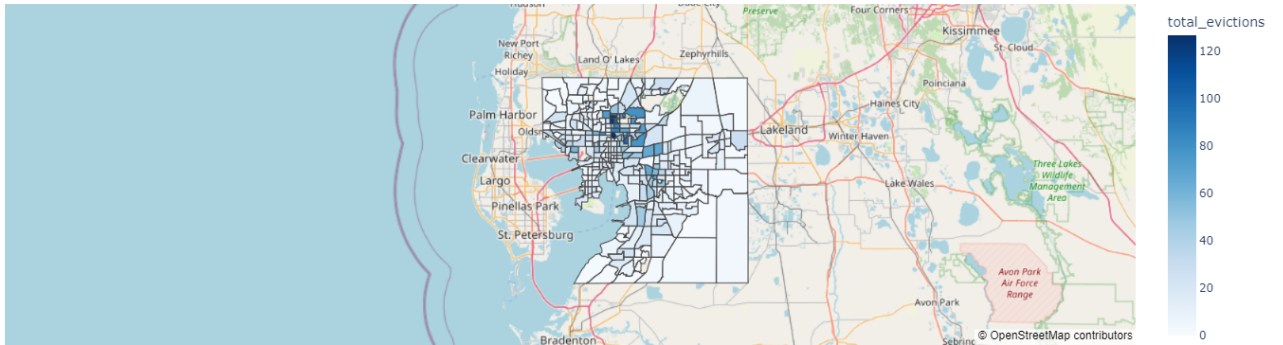 Preserve
Four Corners
Kissimmee
St. Cloud
New Port
Richey
Land O' Lakes
Zephyrhills
Holiday
Poinciana
Haines City
Palm Harbor
Lakeland
Winter Haven
Clearwater
Three Lakes
Wildlife
Management
Area
Largo
Lake Wales
Pinellas Park
St. Petersburg
Avon Park
Air Force
Range
Avon Park
Bradenton
© OpenStreetMap contributors
total_evictions
120
100
80
60
40
20
0